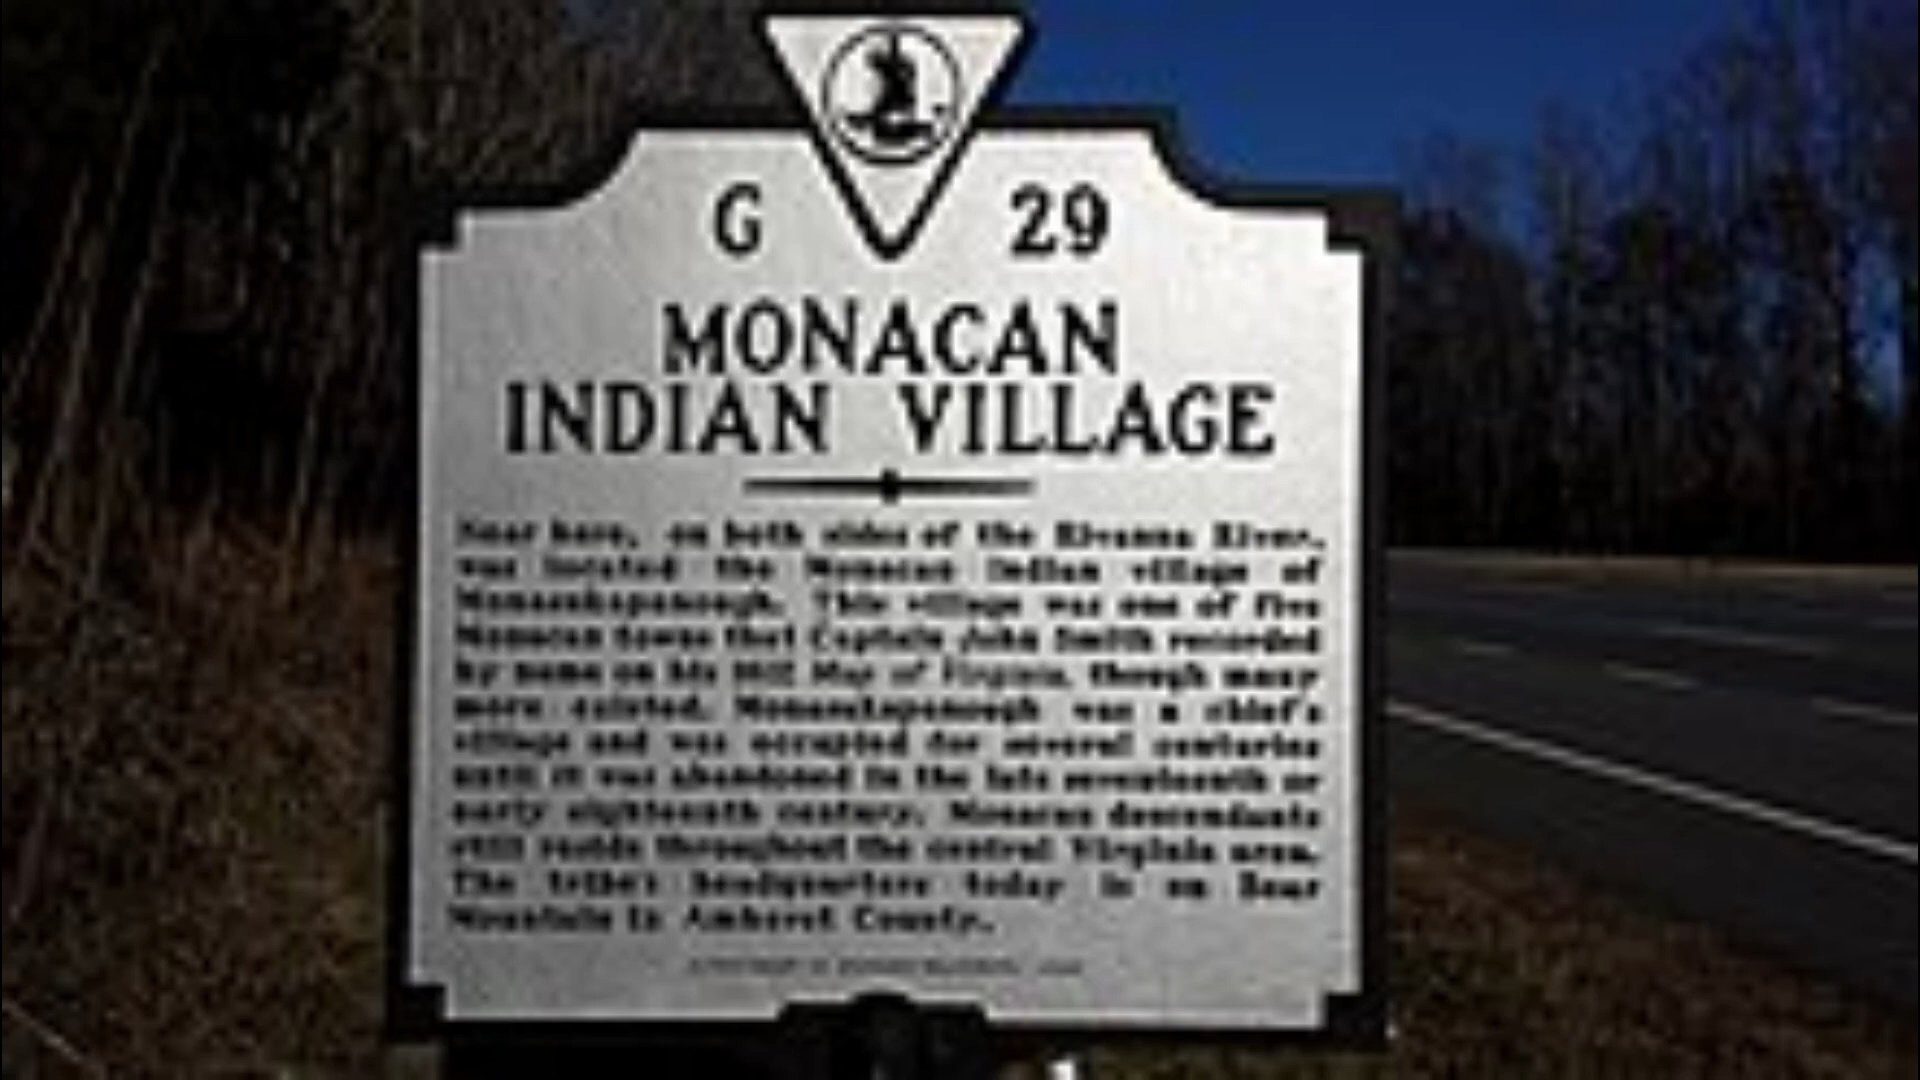 G 29
MONACAN
INDIAN VILLAGE
Near here, on both sides of the Rivanna River,
was located the Monacan Indian village of
Monasukapanough. This village was one of five
Monacan towns that Captain John Smith recorded
by name on his 1612 Map of Virginia, though many
more existed. Monasukapanough was a chief's
village and was occupied for several centuries
until it was abandoned in the late seventeenth or
early eighteenth century. Monacan descendants
still reside throughout the central Virginia area.
The tribe's headquarters today is on Bear
Mountain in Amherst County.